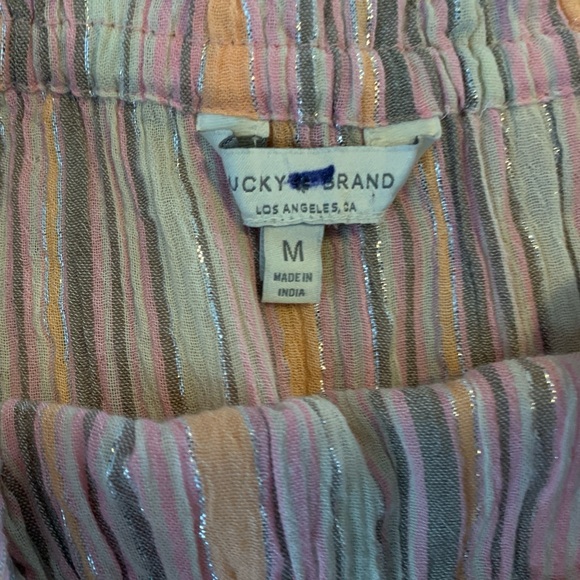 UCKY BRAND
LOS ANGELES, CA
M
MADE IN
INDIA